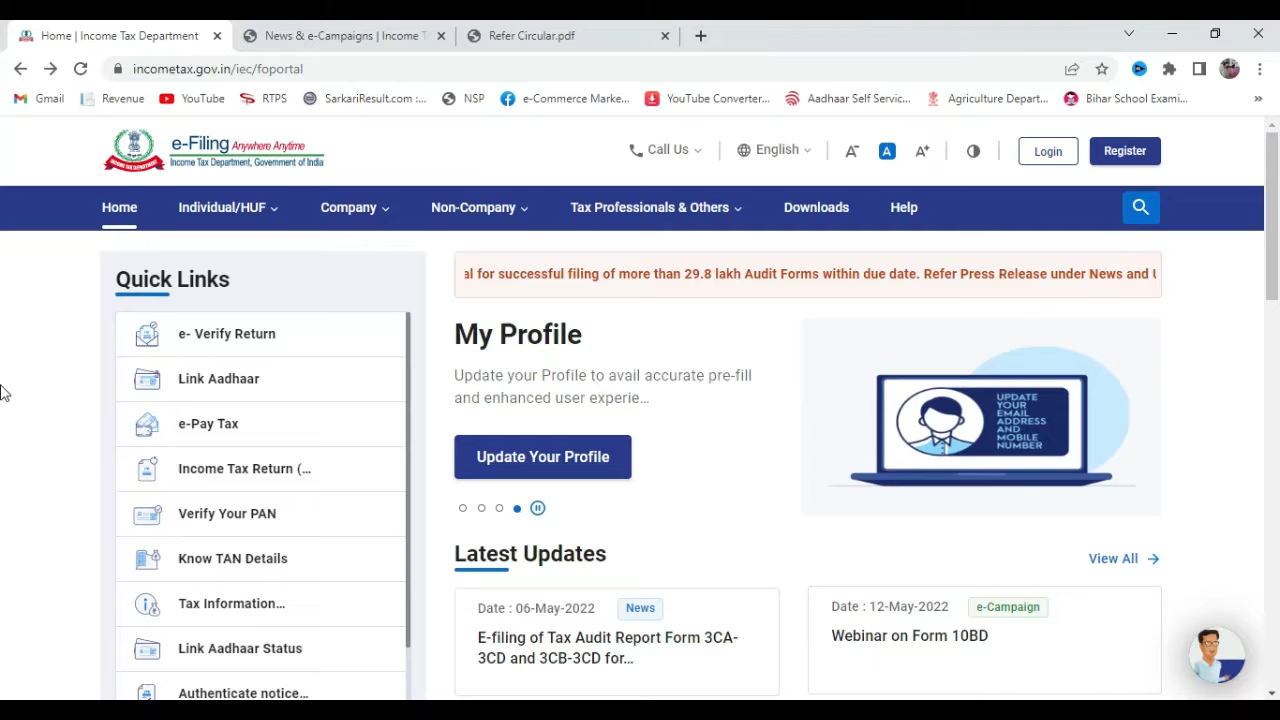 Home | Income Tax Department
News & e-Campaigns | Income T
Refer Circular.pdf
incometax.gov.in/iec/foportal
Gmail
Revenue
YouTube
RTPS
SarkariResult.com :...
NSP
e-Commerce Marke...
YouTube Converter...
Aadhaar Self Servic...
Agriculture Depart...
Bihar School Exami...
»
e-Filing Anywhere Anytime
Income Tax Department, Government of India
Call Us
English
A-
A
A+
Login
Register
Home
Individual/HUF
Company
Non-Company
Tax Professionals & Others
Downloads
Help
Quick Links
e- Verify Return
Link Aadhaar
e-Pay Tax
Income Tax Return (...
Verify Your PAN
Know TAN Details
Tax Information...
Link Aadhaar Status
Authenticate notice...
al for successful filing of more than 29.8 lakh Audit Forms within due date. Refer Press Release under News and U
My Profile
Update your Profile to avail accurate pre-fill
and enhanced user experie...
Update Your Profile
UPDATE
YOUR
EMAIL
ADDRESS
AND
MOBILE
NUMBER
Latest Updates
View All
Date : 06-May-2022
News
E-filing of Tax Audit Report Form 3CA-
3CD and 3CB-3CD for...
Date : 12-May-2022
e-Campaign
Webinar on Form 10BD